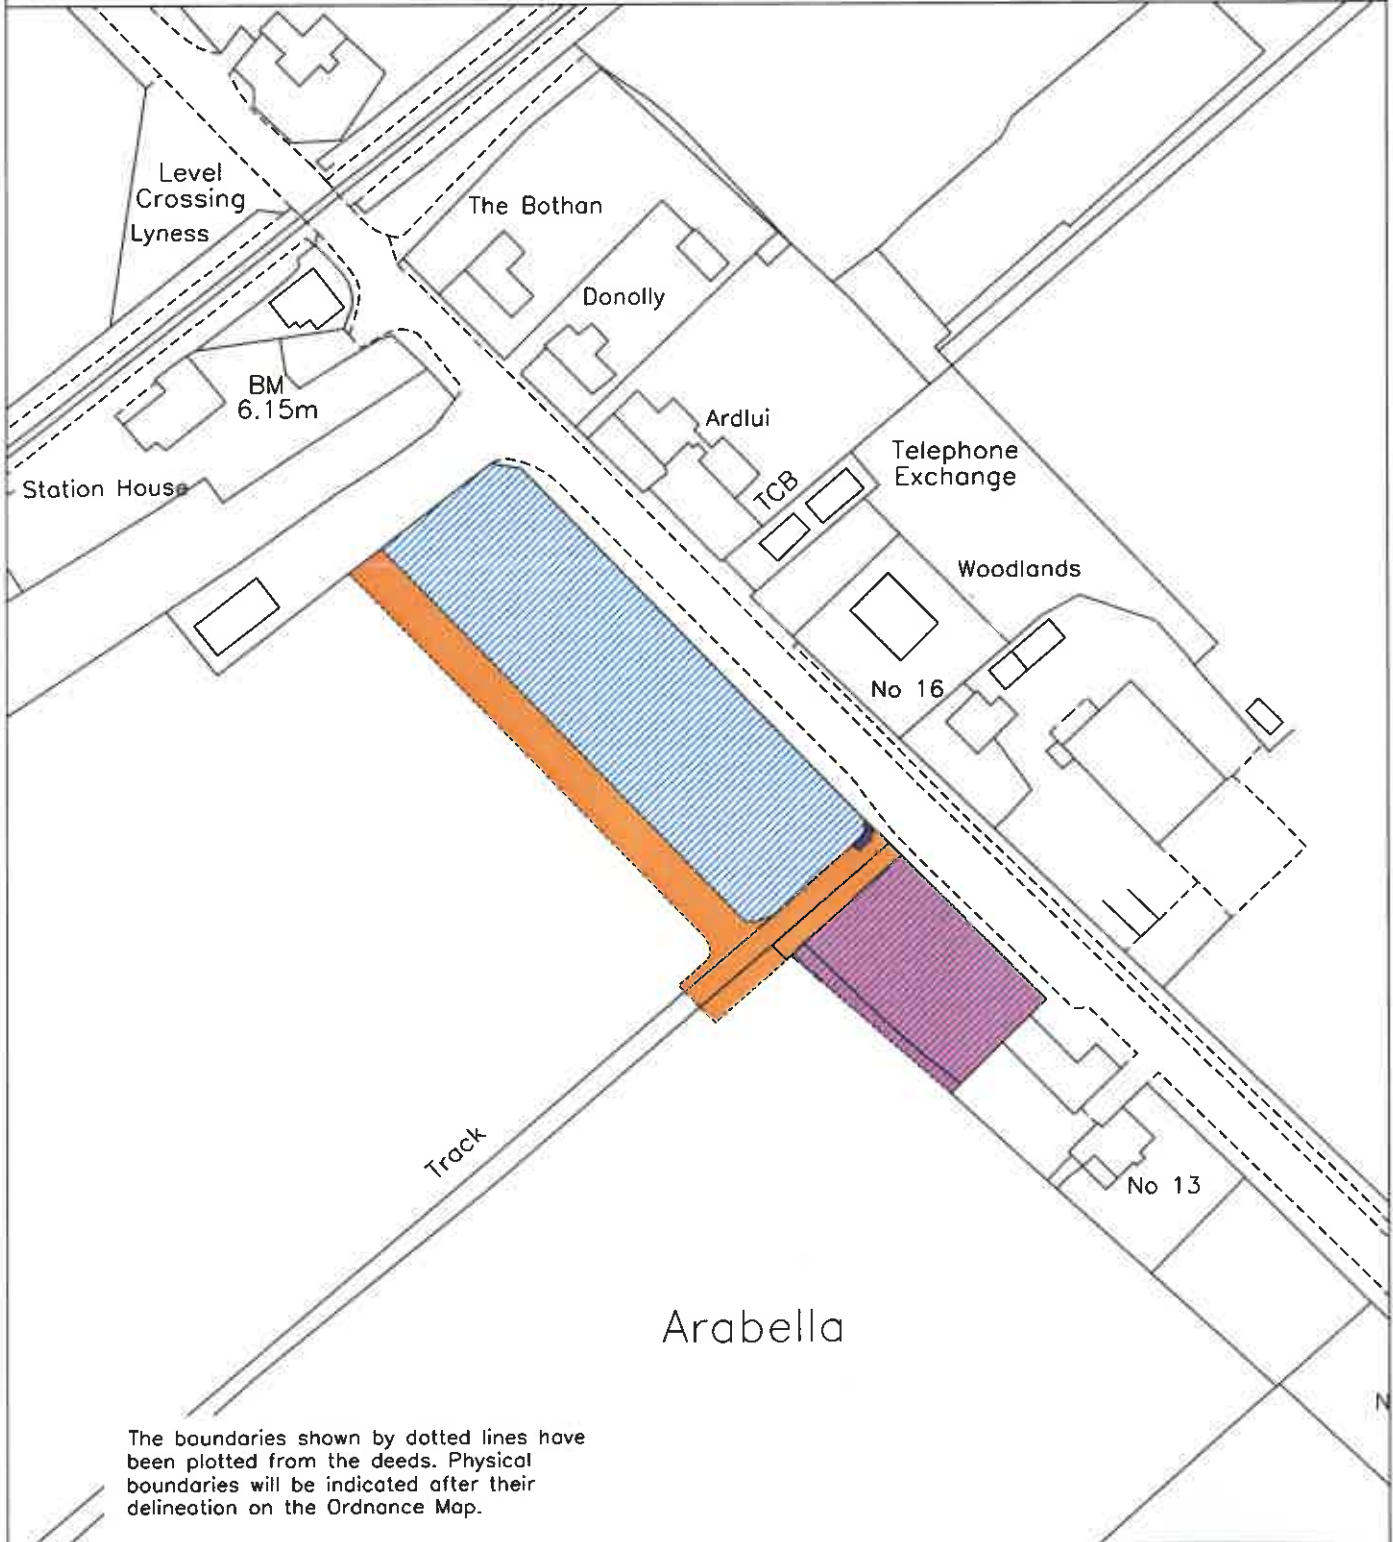 Level
Crossing
Lyness
The Bothan
Donolly
BM
6.15m
Ardlui
Station House
TCB
Telephone
Exchange
Woodlands
No 16
Track
No 13
Arabella
N
The boundaries shown by dotted lines have
been plotted from the deeds. Physical
boundaries will be indicated after their
delineation on the Ordnance Map.